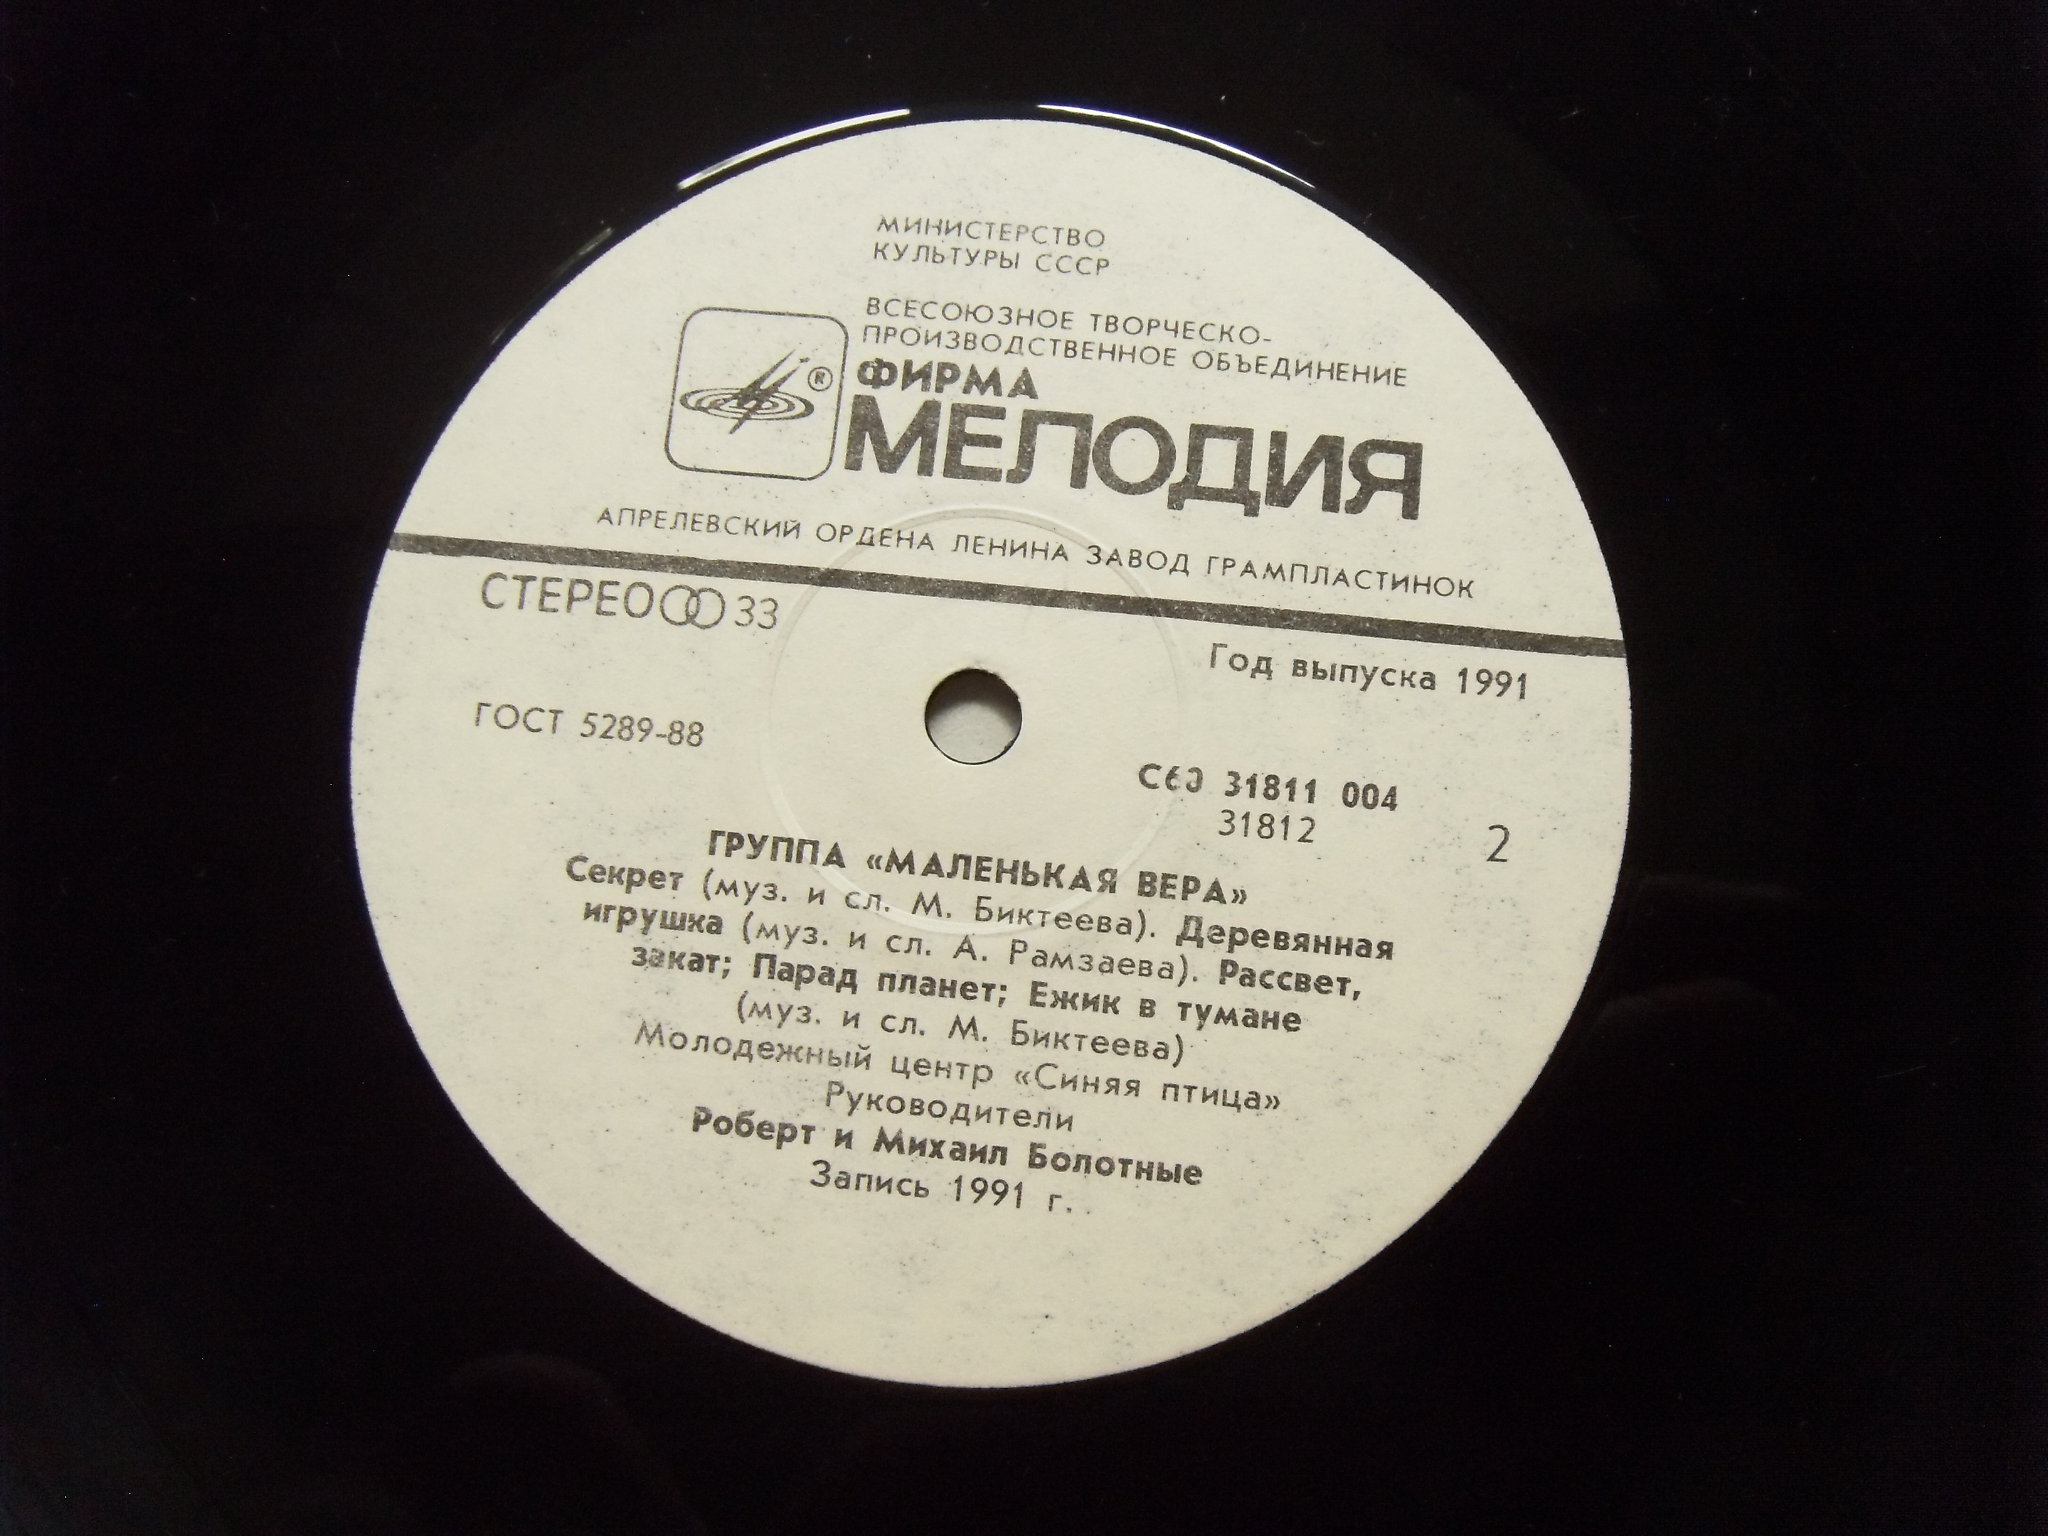 МИНИСТЕРСТВО
КУЛЬТУРЫ СССР
ВСЕСОЮЗНОЕ ТВОРЧЕСКО-
ПРОИЗВОДСТВЕННОЕ ОБЪЕДИНЕНИЕ
®
ФИРМА
МЕЛОДИЯ
АПРЕЛЕВСКИЙ ОРДЕНА ЛЕНИНА ЗАВОД ГРАМПЛАСТИНОК
СТЕРЕО 33
Год выпуска 1991
ГОСТ 5289-88
С60 31811 004
31812
2
ГРУППА «МАЛЕНЬКАЯ ВЕРА»
Секрет (муз. и сл. М. Биктеева). Деревянная
игрушка (муз. и сл. А. Рамзаева). Рассвет,
закат; Парад планет; Ежик в тумане
(муз. и сл. М. Биктеева)
Молодежный центр «Синяя птица»
Руководители
Роберт и Михаил Болотные
Запись 1991 г.